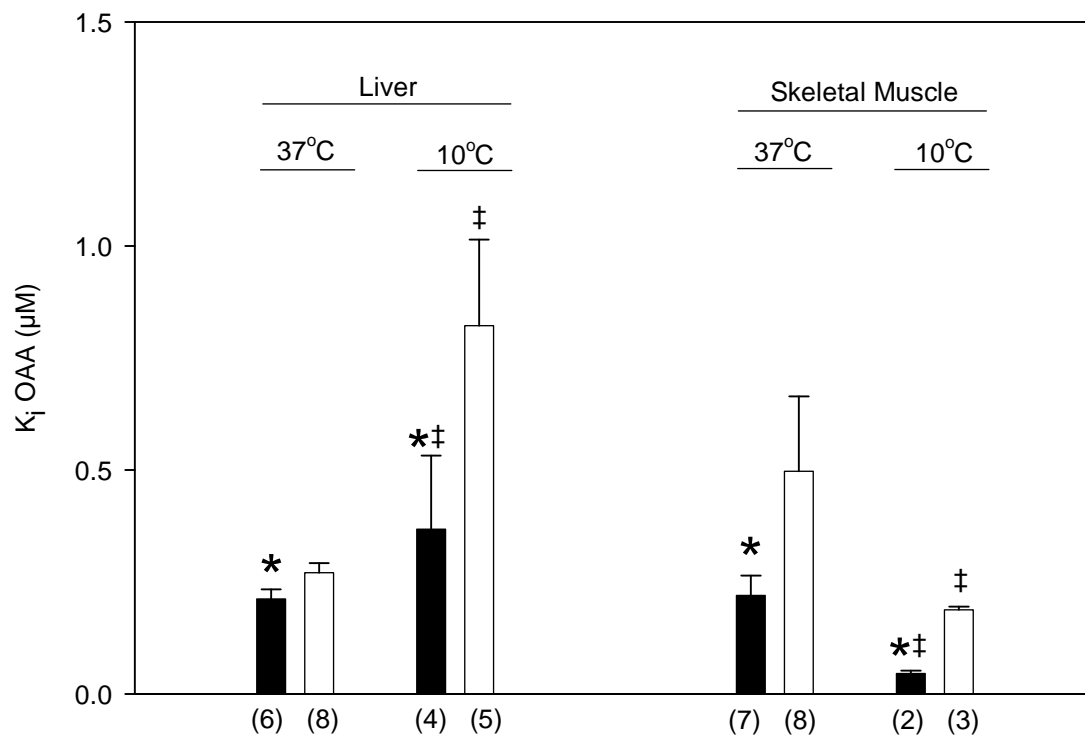 1.5
Liver
Skeletal Muscle
37°C
10°C
37°C
10°C
‡
1.0
*‡
0.5
*
*
‡
*‡
0.0
(6) (8) (4) (5) (7) (8) (2) (3)
Ki OAA (µM)